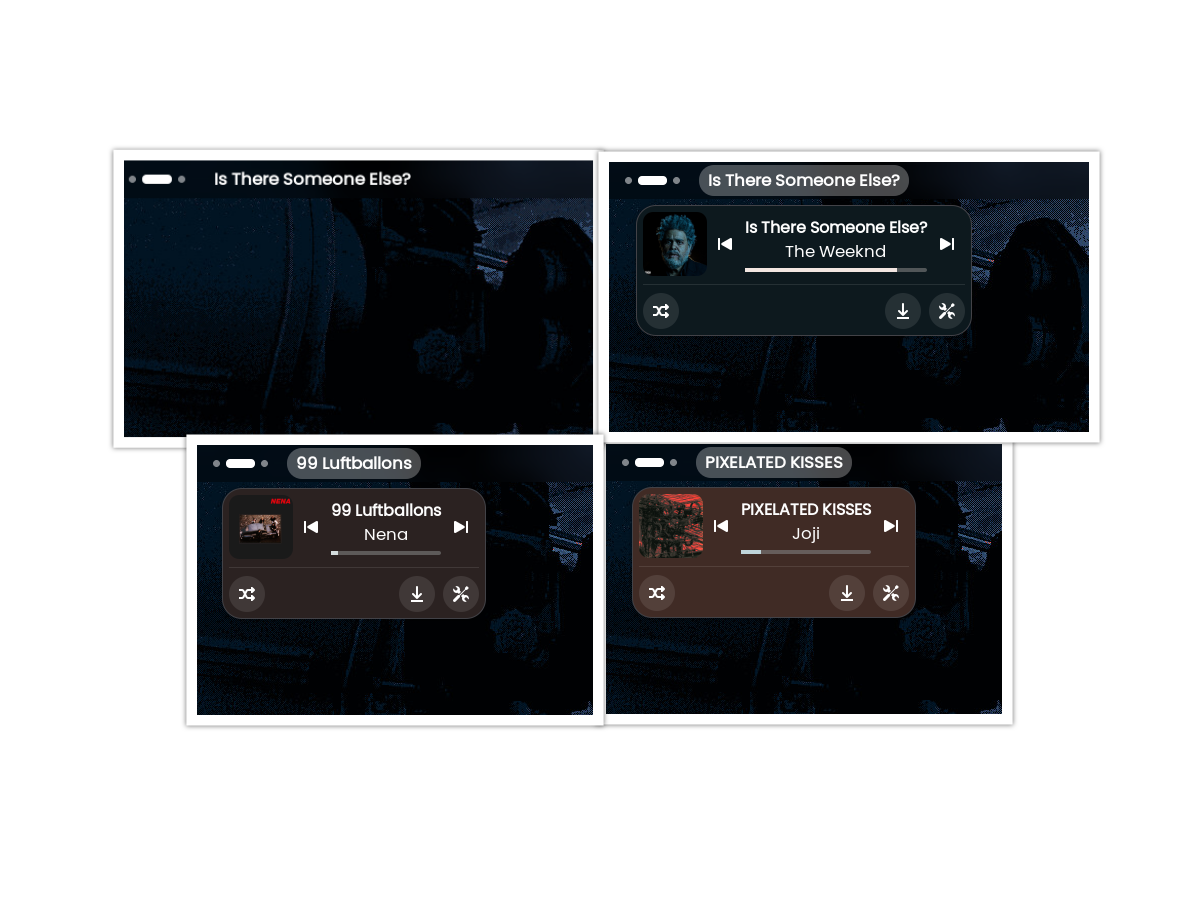 Is There Someone Else?
Is There Someone Else?
Is There Someone Else?
The Weeknd
99 Luftballons
NENA
99 Luftballons
Nena
PIXELATED KISSES
PIXELATED KISSES
Joji